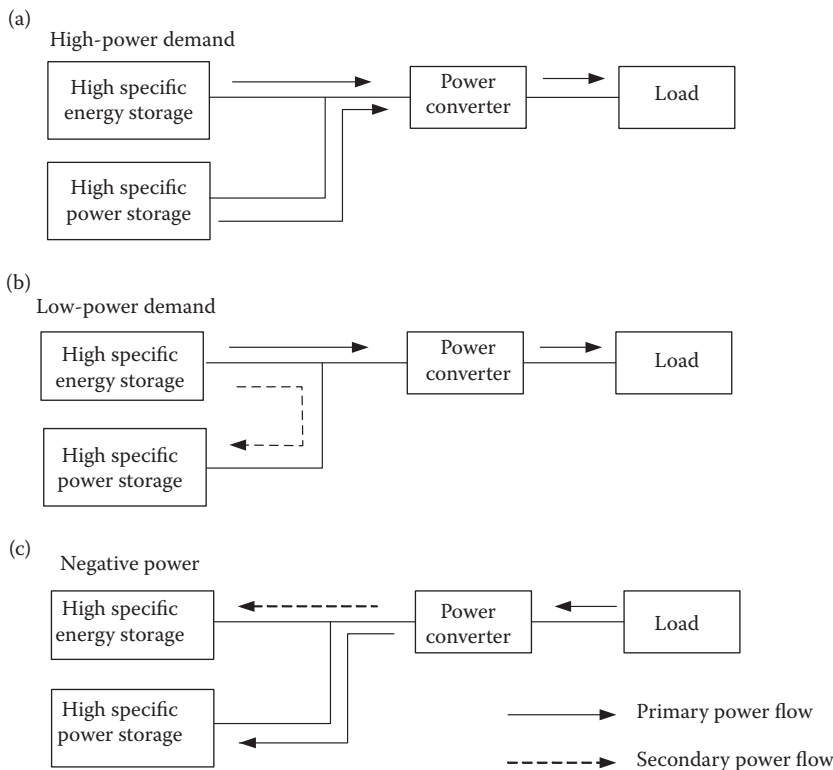 (a)
High-power demand
High specific
energy storage
Power
converter
Load
High specific
power storage
(b)
Low-power demand
High specific
energy storage
Power
converter
Load
High specific
power storage
(c)
Negative power
High specific
energy storage
Power
converter
Load
High specific
power storage
Primary power flow
Secondary power flow